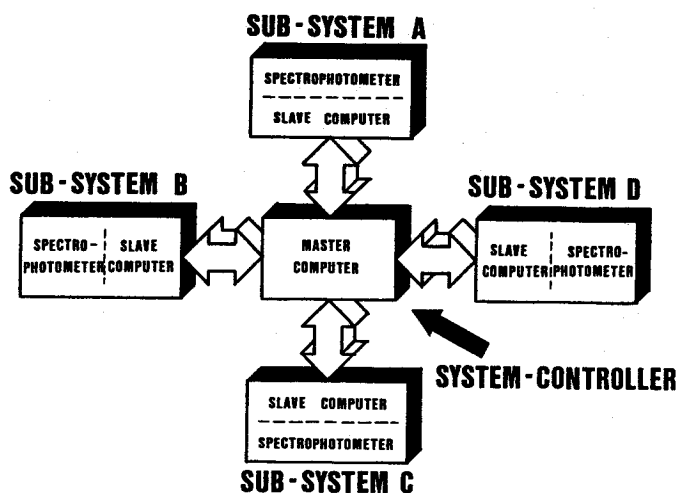 SUB-SYSTEM A
SPECTROPHOTOMETER
SLAVE COMPUTER
SUB-SYSTEM B
SPECTRO-
PHOTOMETER
SLAVE
COMPUTER
MASTER
COMPUTER
SUB-SYSTEM D
SLAVE
COMPUTER
SPECTRO-
PHOTOMETER
SYSTEM-CONTROLLER
SLAVE COMPUTER
SPECTROPHOTOMETER
SUB-SYSTEM C